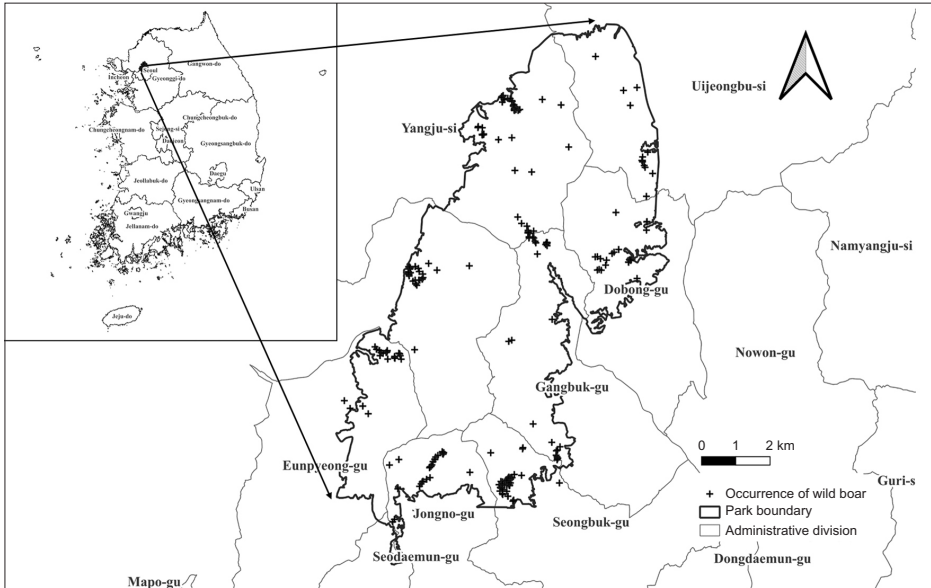 Seoul
Gangwon-do
Incheon
Gyeonggi-do
Chungcheongbuk-do
Chungcheongnam-do
Sejong-si
Daejeon
Gyeongsangbuk-do
Daegu
Jeollabuk-do
Ulsan
Gyeongsangnam-do
Busan
Gwangju
Jellanam-do
Jeju-do
Uijeongbu-si
Yangju-si
Namyangju-si
Dobong-gu
Nowon-gu
Gangbuk-gu
0 1 2 km
Eunpyeong-gu
Guri-s
Occurrence of wild boar
Park boundary
Administrative division
Jongno-gu
Seongbuk-gu
Seodaemun-gu
Dongdaemun-gu
Mapo-gu